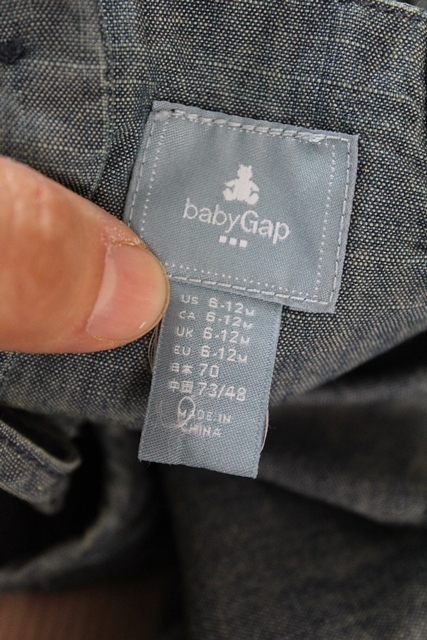 babyGap
US 6-12M
CA 6-12M
UK 6-12M
EU 6-12M
日本 70
中国 73/48
MADE IN
CHINA